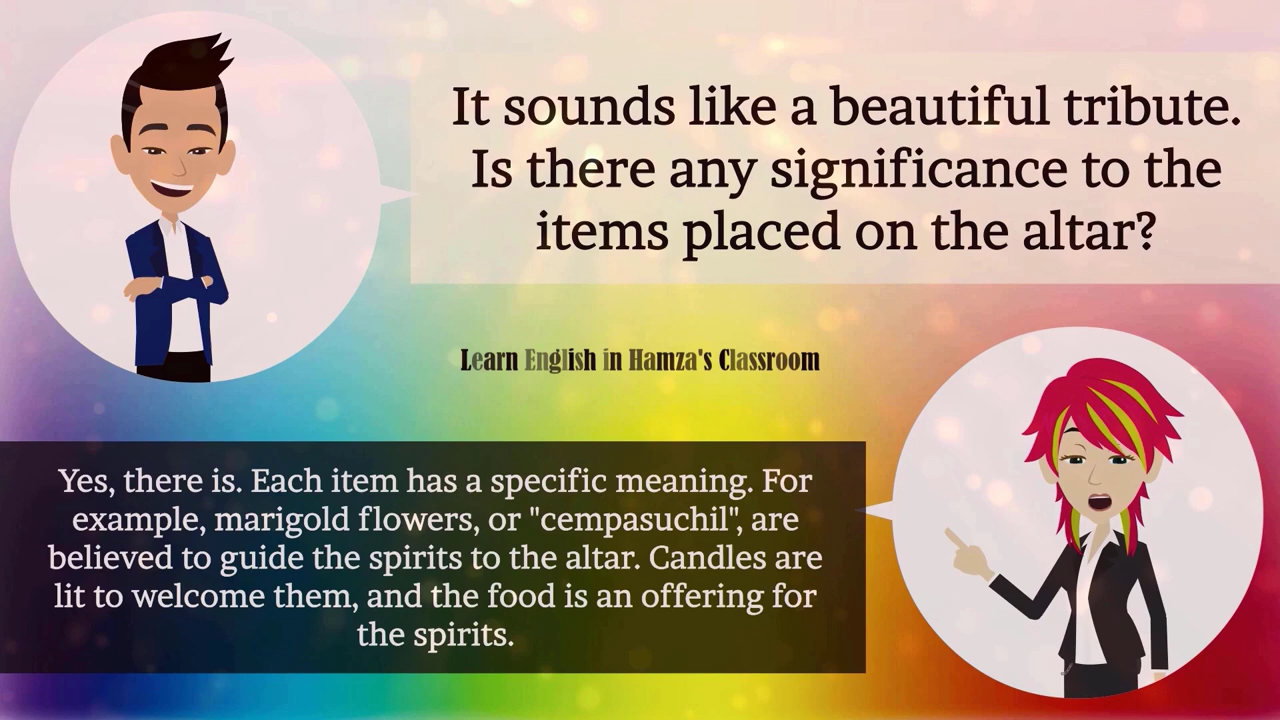 It sounds like a beautiful tribute.
Is there any significance to the
items placed on the altar?
Learn English in Hamza's Classroom
Yes, there is. Each item has a specific meaning. For
example, marigold flowers, or "cempasuchil", are
believed to guide the spirits to the altar. Candles are
lit to welcome them, and the food is an offering for
the spirits.